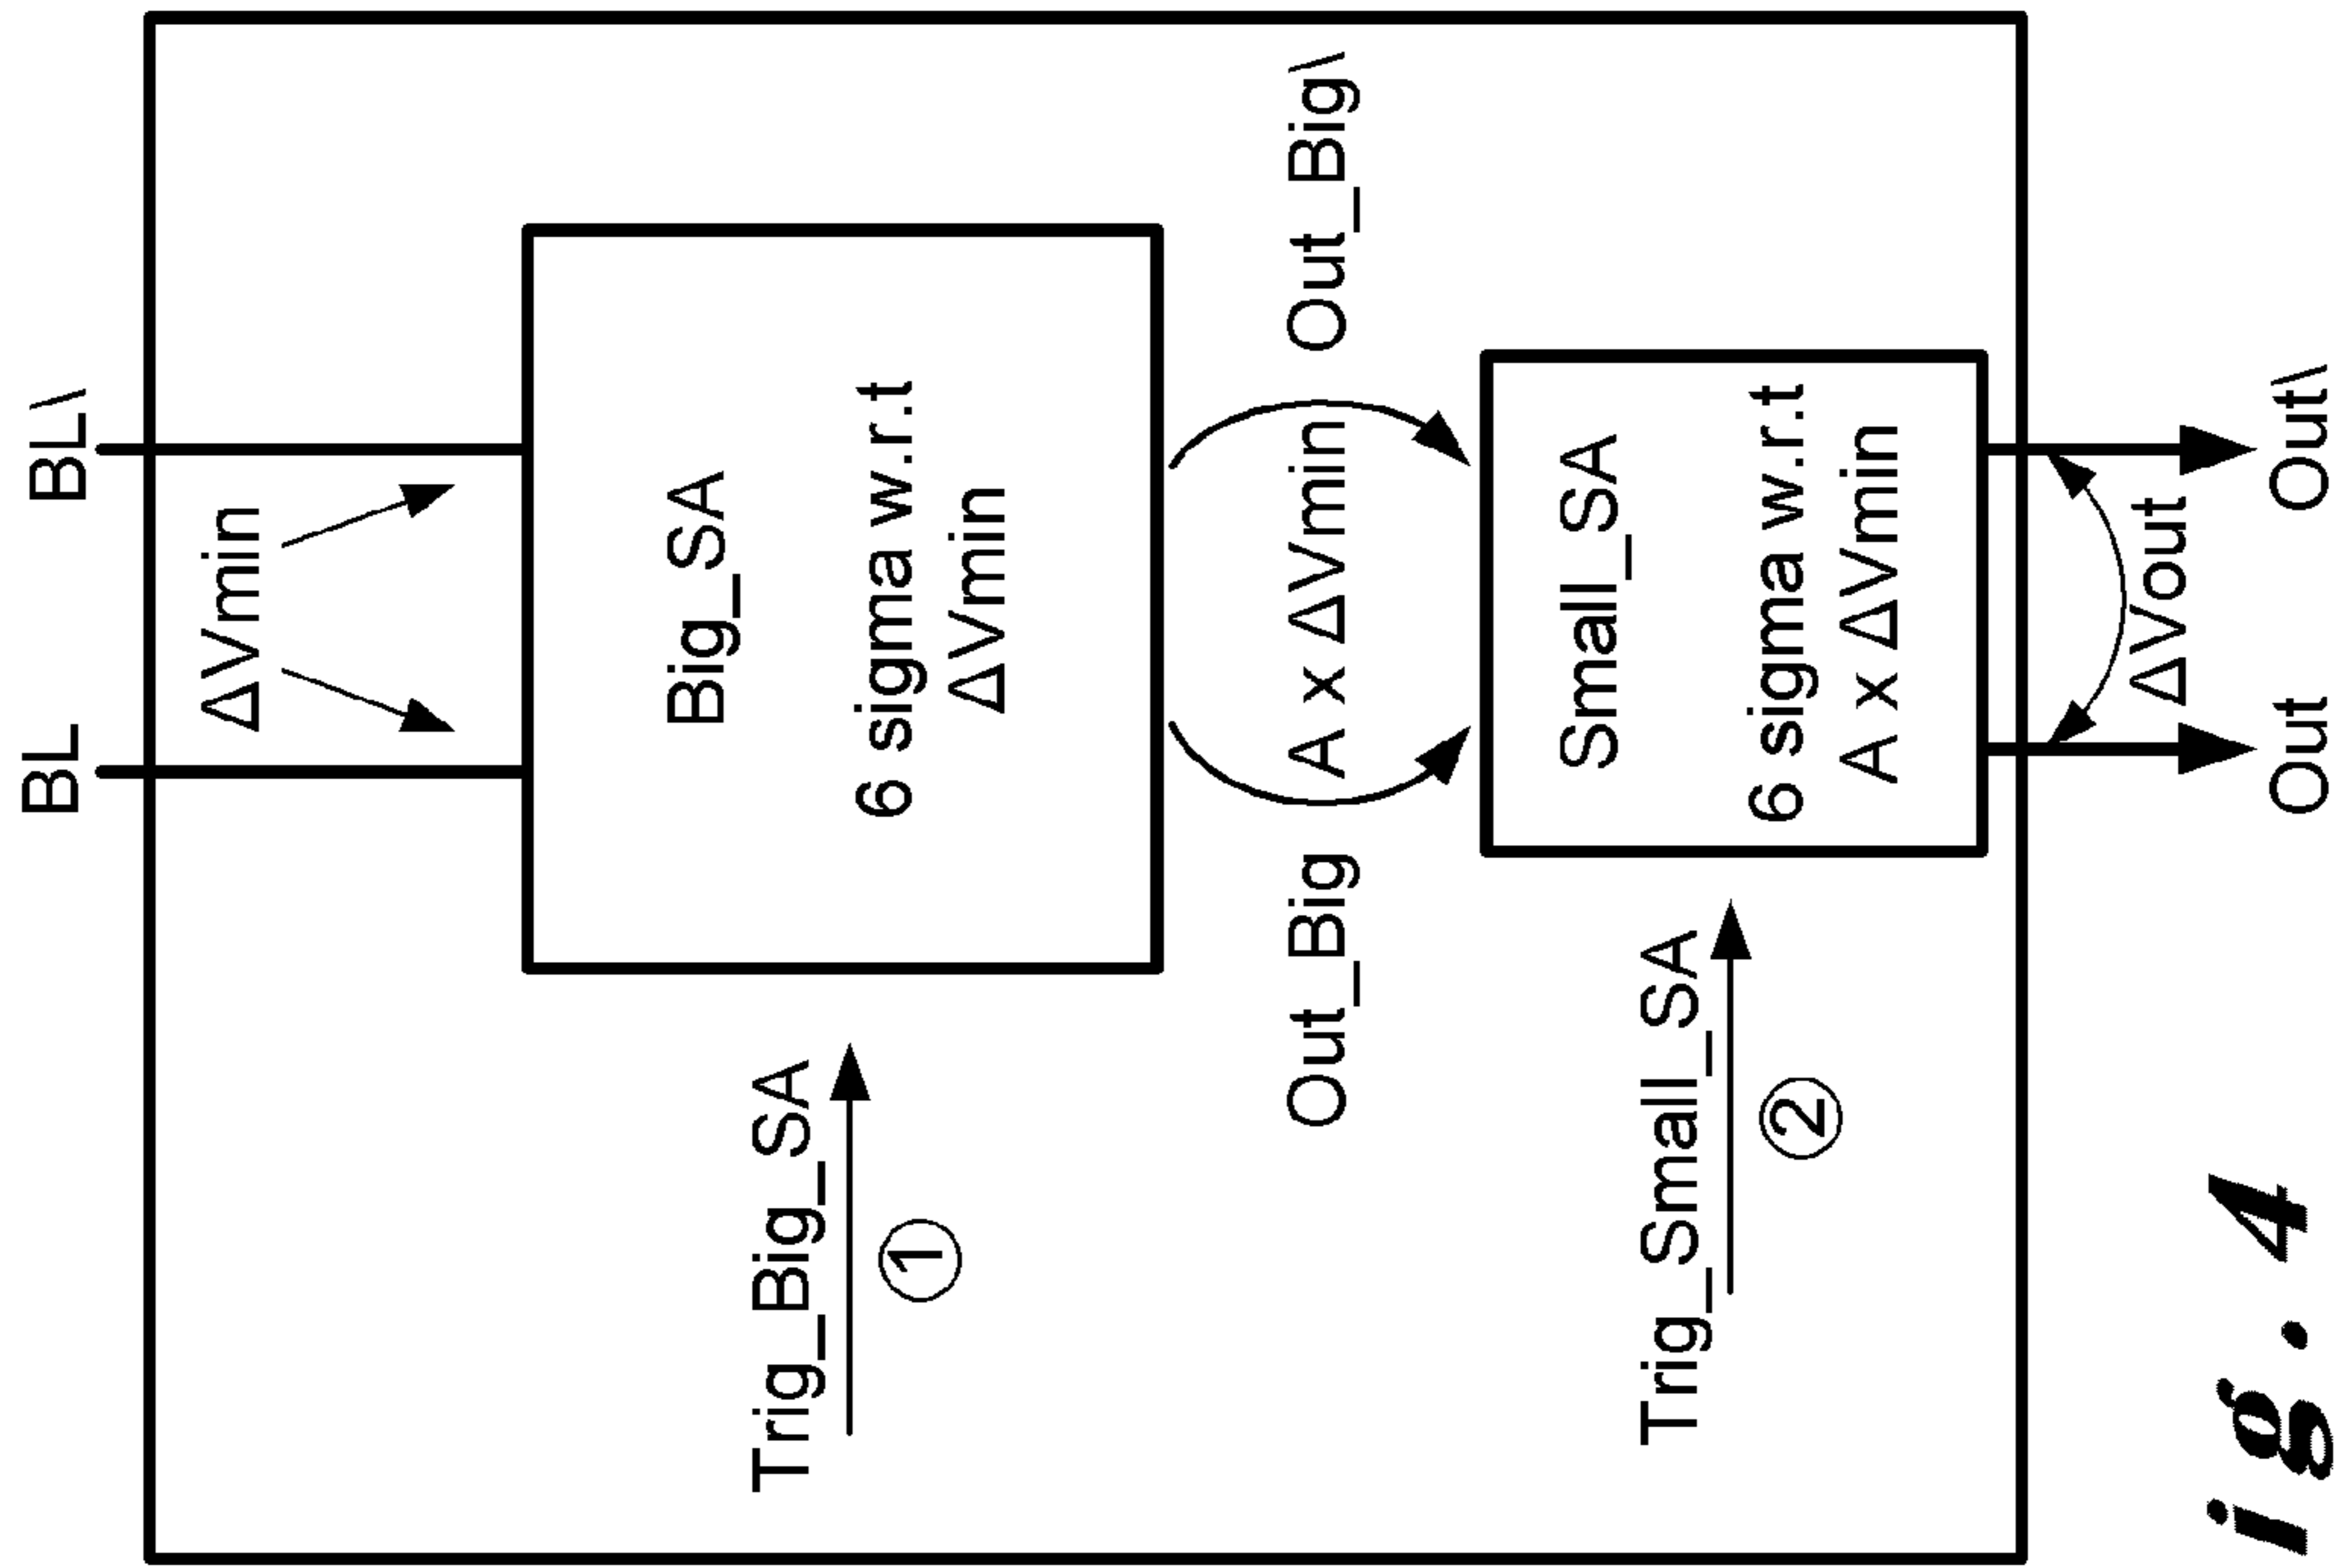 BL
BL\
ΔVmin
Big_SA
Trig_Big_SA
①
6 sigma w.r.t
ΔVmin
Out_Big
A x ΔVmin
Out_Big\
Small_SA
Trig_Small_SA
②
6 sigma w.r.t
A x ΔVmin
ΔVout
Out
Out\
ig. 4